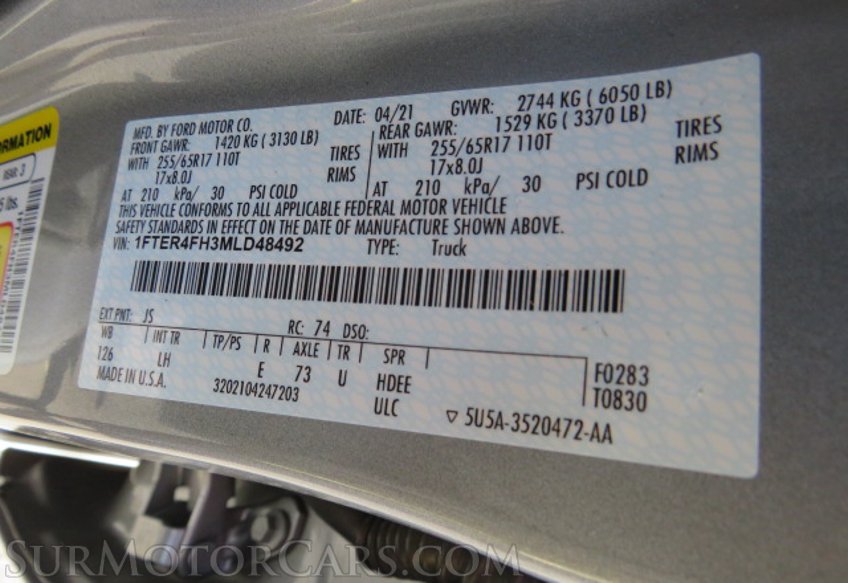 MFD. BY FORD MOTOR CO. DATE: 04/21 GVWR: 2744 KG ( 6050 LB)
FRONT GAWR: 1420 KG ( 3130 LB) REAR GAWR: 1529 KG ( 3370 LB)
WITH 255/65R17 110T TIRES WITH 255/65R17 110T TIRES
17x8.0J RIMS 17x8.0J RIMS
AT 210 kPa/ 30 PSI COLD AT 210 kPa/ 30 PSI COLD
THIS VEHICLE CONFORMS TO ALL APPLICABLE FEDERAL MOTOR VEHICLE
SAFETY STANDARDS IN EFFECT ON THE DATE OF MANUFACTURE SHOWN ABOVE.
VIN: 1FTER4FH3MLD48492 TYPE: Truck
EXT PNT: JS RC: 74 DSO:
WB INT TR TP/PS R AXLE TR SPR
126 LH E 73 U HDEE F0283
MADE IN U.S.A. 3202104247203 ULC T0830
5U5A-3520472-AA
ORMATION
REAR 3
lbs.
SurMotorCars.com